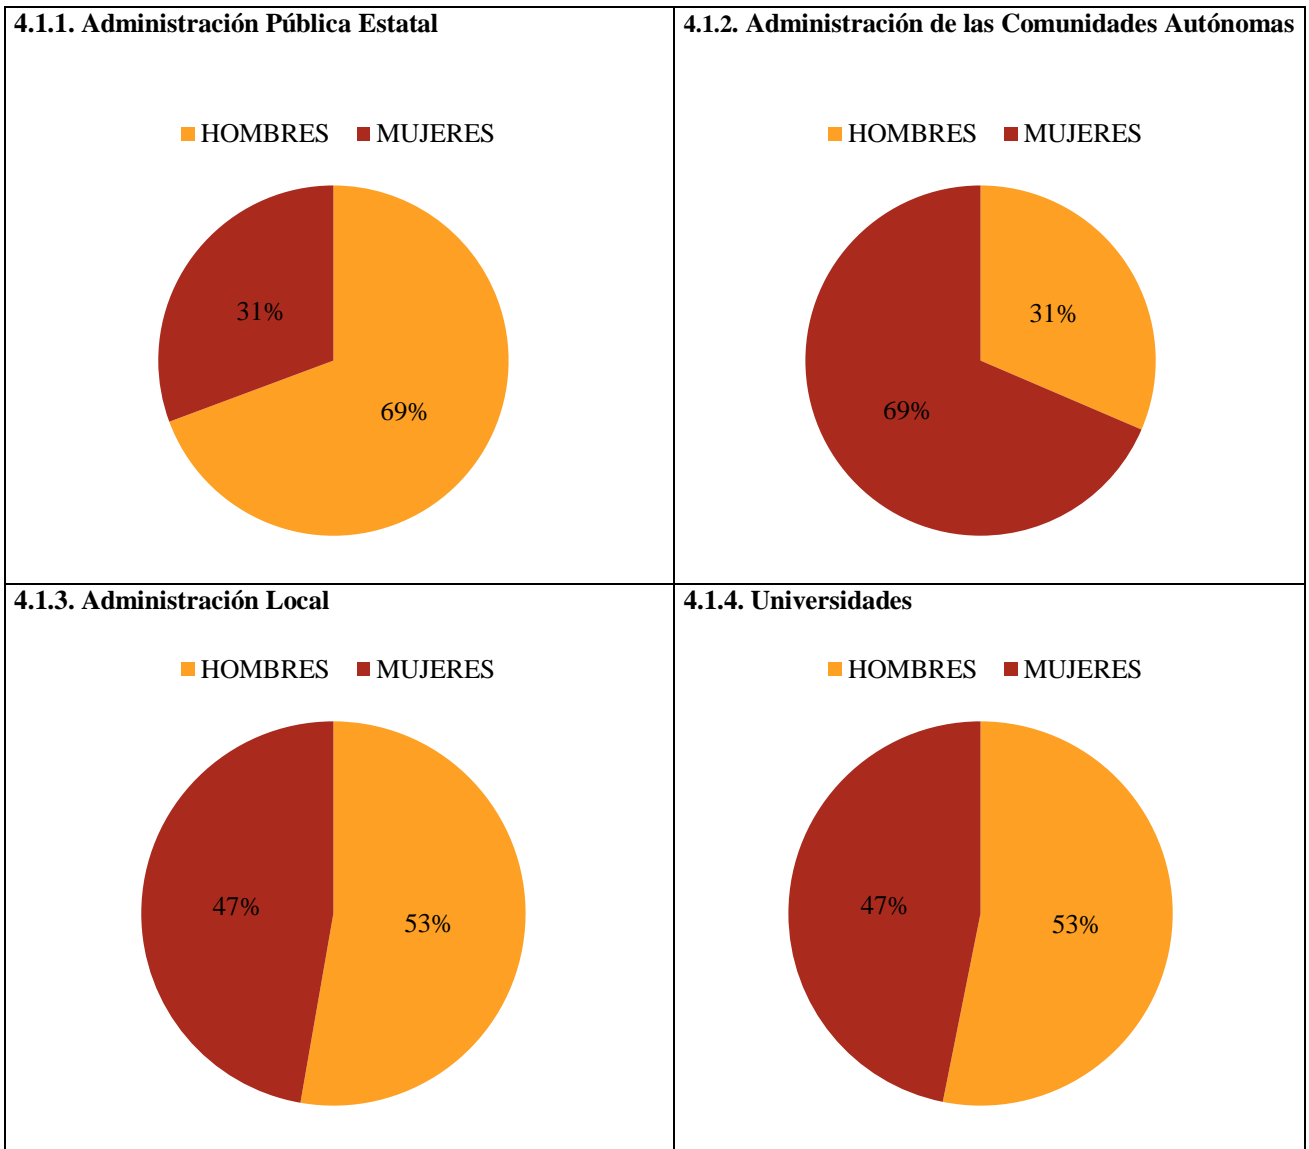 4.1.1. Administración Pública Estatal
HOMBRES MUJERES
31%
69%
4.1.2. Administración de las Comunidades Autónomas
HOMBRES MUJERES
31%
69%
4.1.3. Administración Local
HOMBRES MUJERES
47%
53%
4.1.4. Universidades
HOMBRES MUJERES
47%
53%